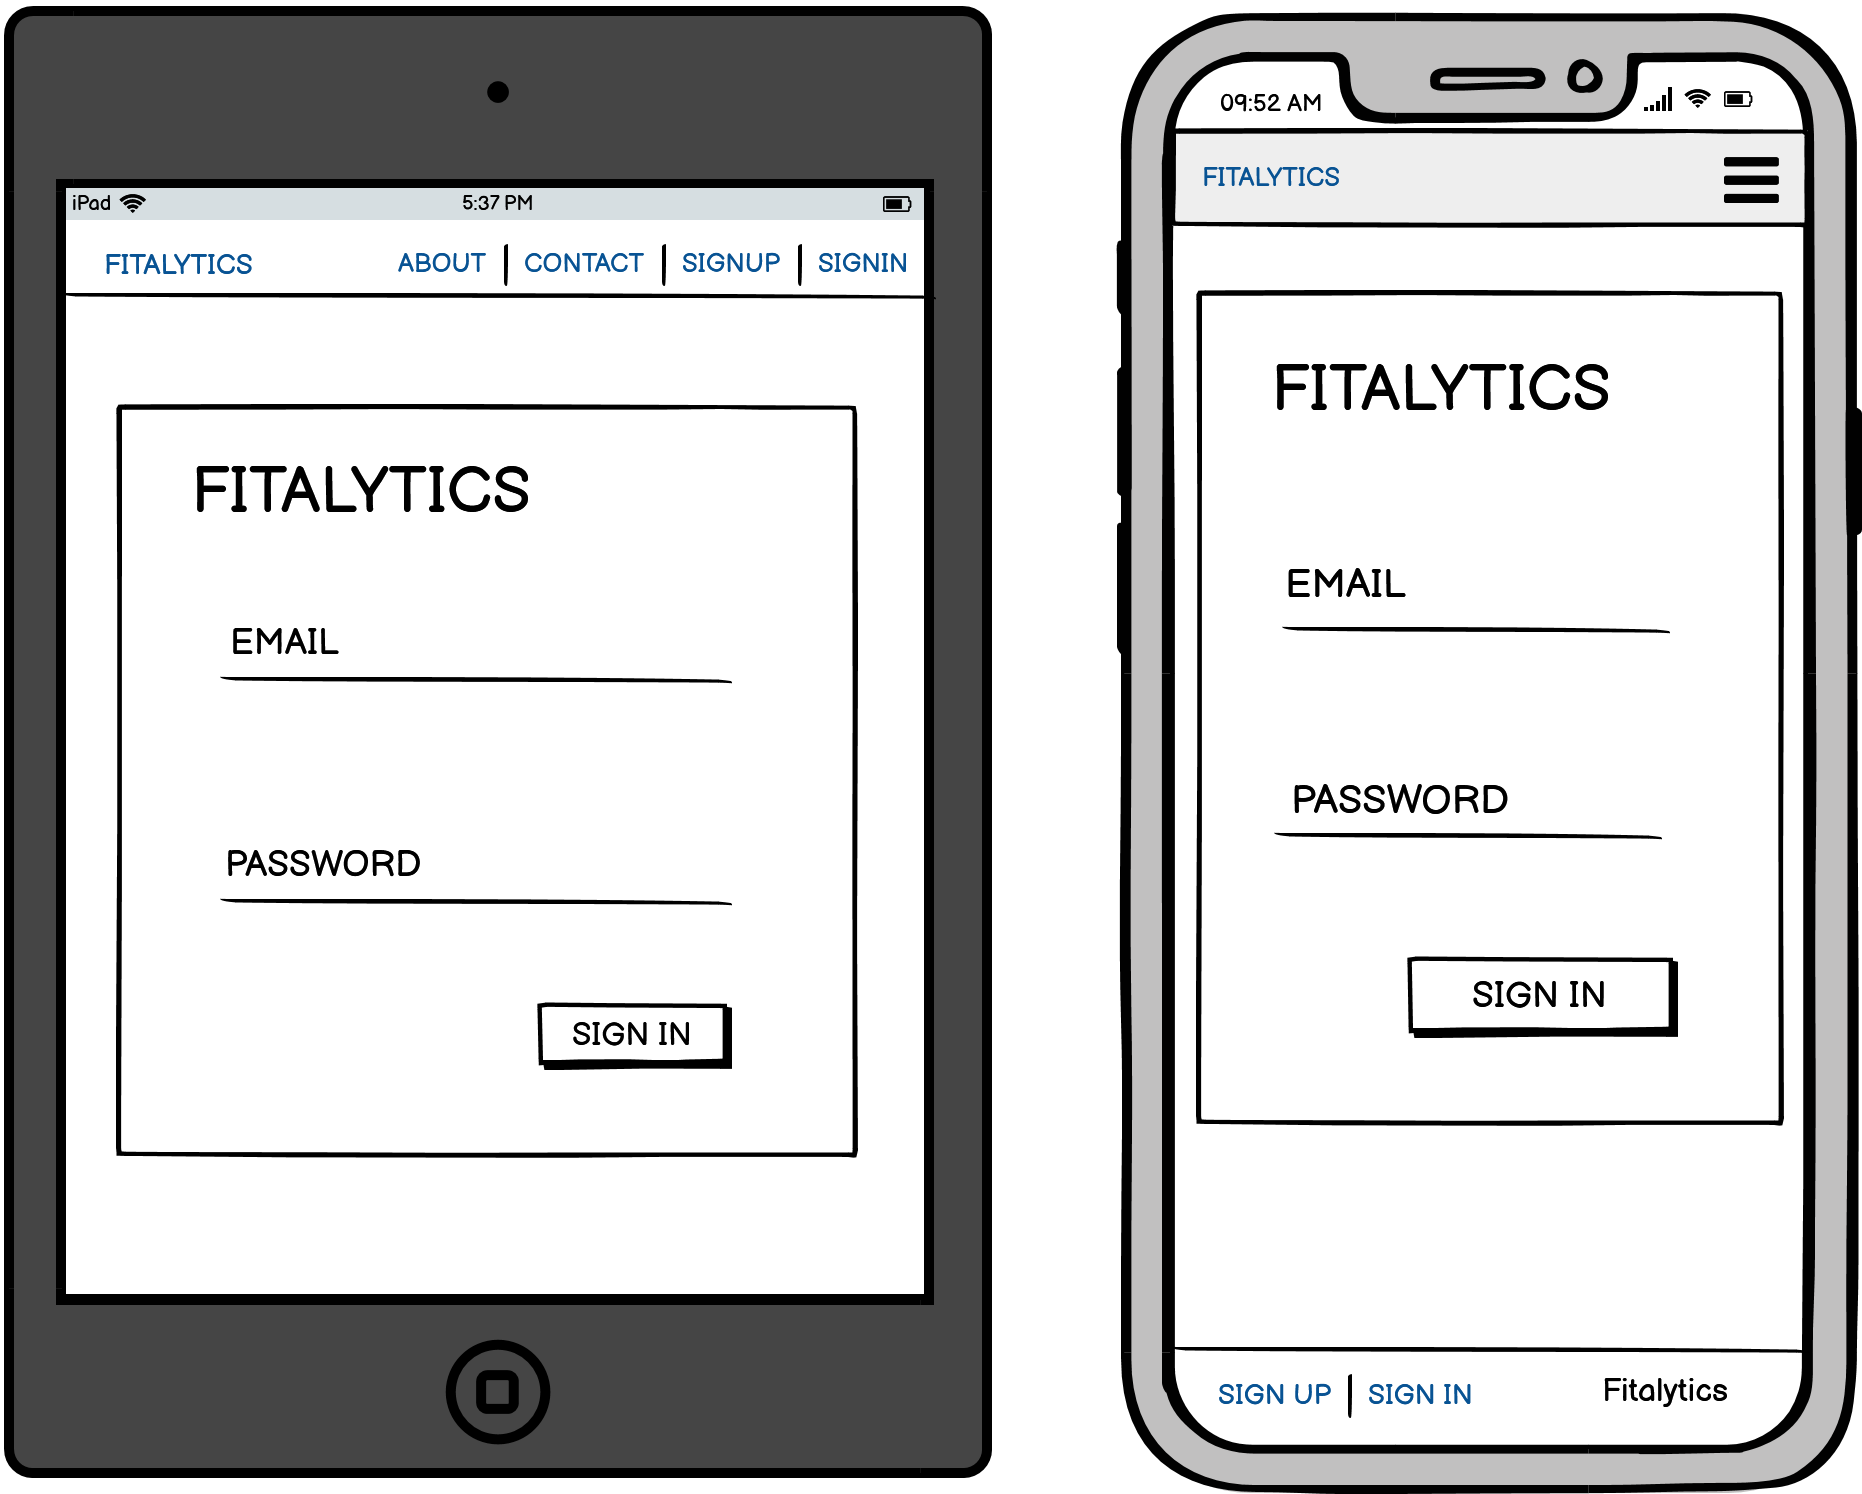 iPad 5:37 PM
FITALYTICS ABOUT CONTACT SIGNUP SIGNIN
FITALYTICS
EMAIL
PASSWORD
SIGN IN
09:52 AM
FITALYTICS
FITALYTICS
EMAIL
PASSWORD
SIGN IN
SIGN UP SIGN IN Fitalytics